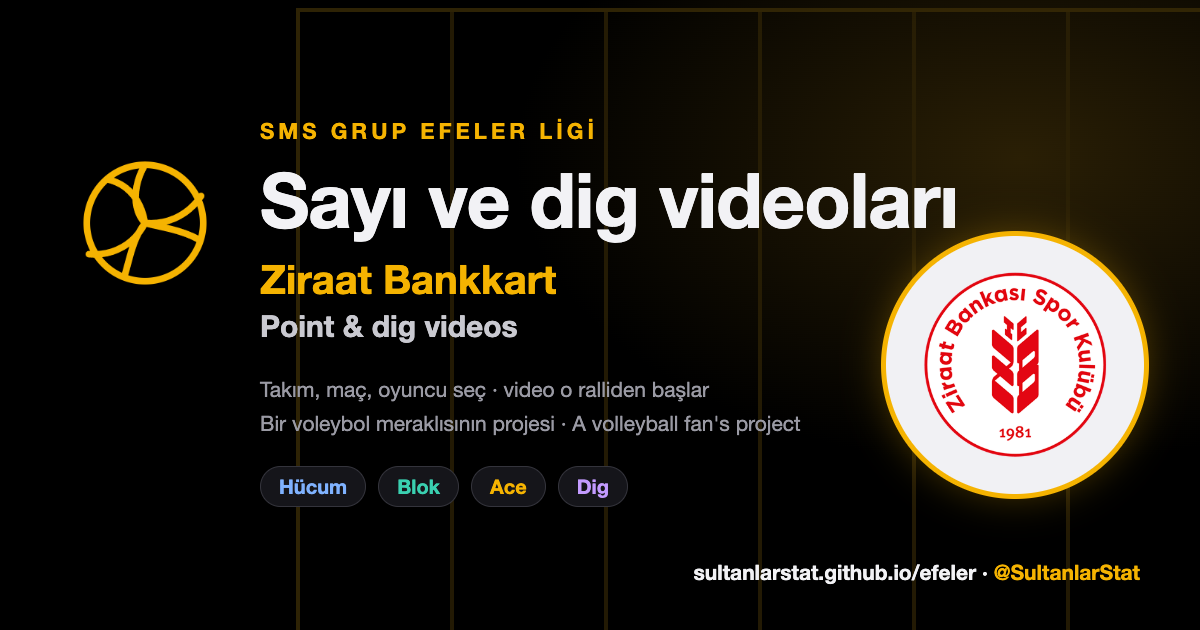 SMS GRUP EFELER LİGİ
Sayı ve dig videoları
Ziraat Bankkart
Point & dig videos
Takım, maç, oyuncu seç · video o ralliden başlar
Bir voleybol meraklısının projesi · A volleyball fan's project
Hücum Blok Ace Dig
Ziraat Bankası Spor Kulübü
1981
sultanlarstat.github.io/efeler · @SultanlarStat